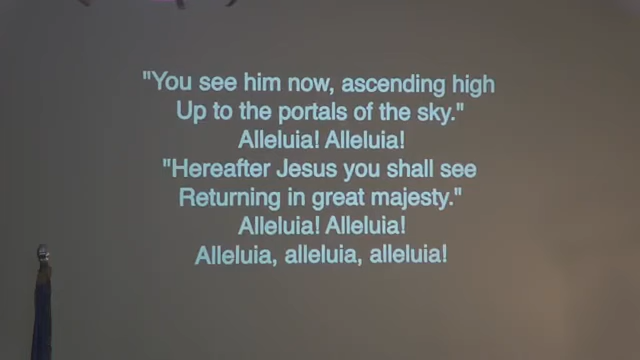 "You see him now, ascending high
Up to the portals of the sky."
Alleluia! Alleluia!
"Hereafter Jesus you shall see
Returning in great majesty."
Alleluia! Alleluia!
Alleluia, alleluia, alleluia!